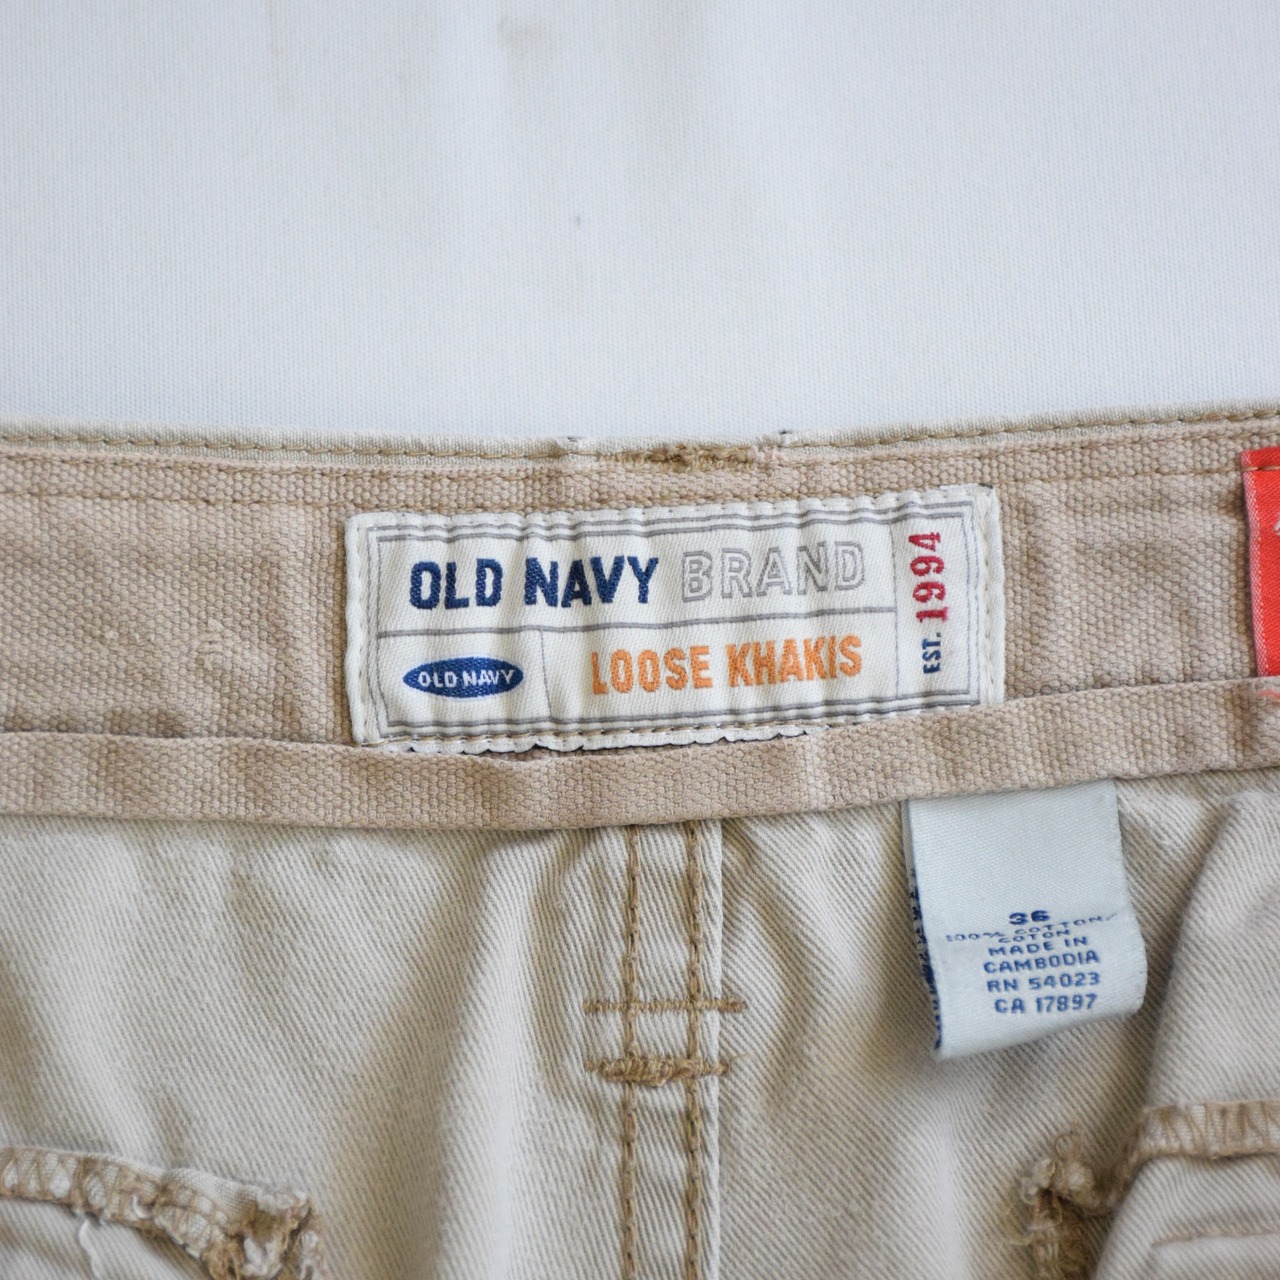 OLD NAVY BRAND
OLD NAVY
LOOSE KHAKIS
EST. 1994
36
100% COTTON/
COTON
MADE IN
CAMBODIA
RN 54023
CA 17897